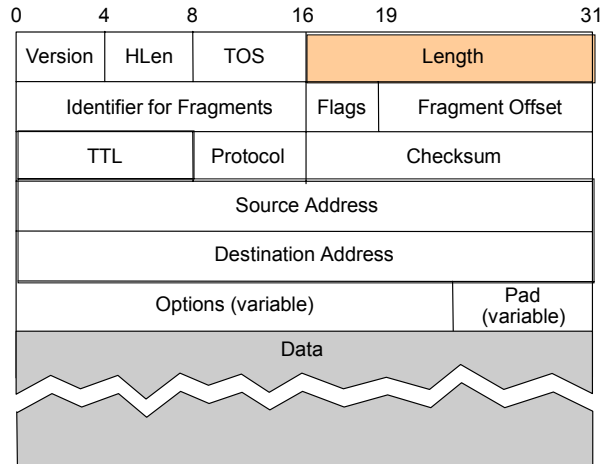 0 4 8 16 19 31
Version HLen TOS Length
Identifier for Fragments Flags Fragment Offset
TTL Protocol Checksum
Source Address
Destination Address
Options (variable) Pad
(variable)
Data